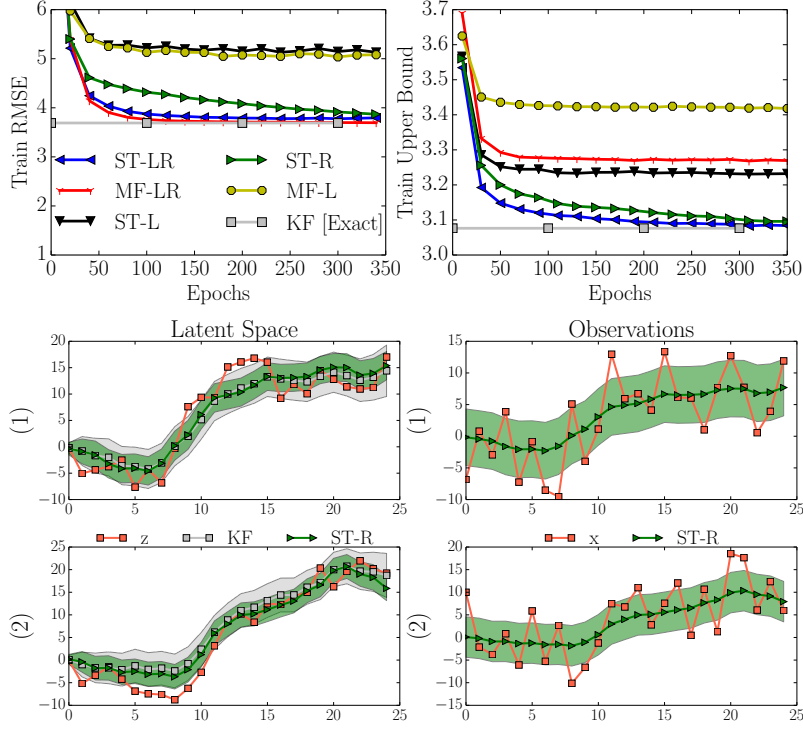 6
5
4
3
2
1
Train RMSE
0 50 100 150 200 250 300 350
Epochs
ST-LR
MF-LR
ST-L
ST-R
MF-L
KF [Exact]
3.7
3.6
3.5
3.4
3.3
3.2
3.1
3.0
Train Upper Bound
0 50 100 150 200 250 300 350
Epochs
Latent Space
(1)
20
15
10
5
0
−5
−10
0 5 10 15 20 25
Observations
(1)
15
10
5
0
−5
−10
0 5 10 15 20 25
z KF ST-R
(2)
25
20
15
10
5
0
−5
−10
0 5 10 15 20 25
x ST-R
(2)
20
15
10
5
0
−5
−10
−15
0 5 10 15 20 25